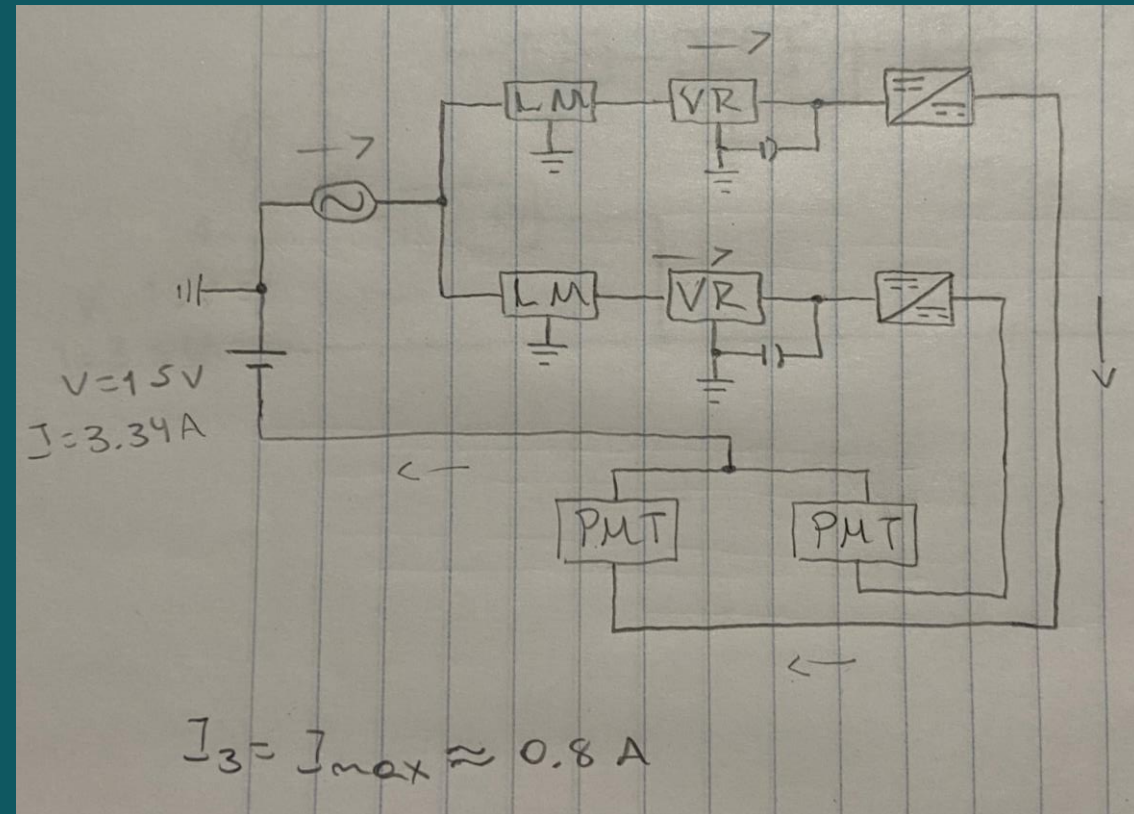 LM
VR
LM
VR
V=15V
I=3.34A
PMT
PMT
I3 = Imax ≈ 0.8 A